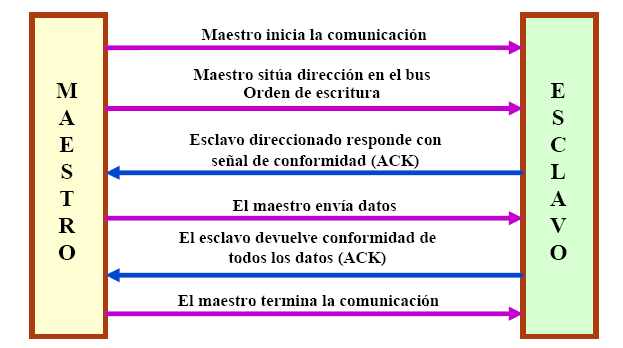 MAESTRO
Maestro inicia la comunicación
Maestro sitúa dirección en el bus
Orden de escritura
Esclavo direccionado responde con
señal de conformidad (ACK)
El maestro envía datos
El esclavo devuelve conformidad de
todos los datos (ACK)
El maestro termina la comunicación
ESCLAVO